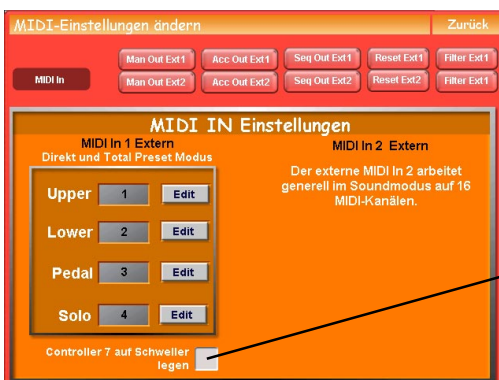 MIDI-Einstellungen ändern
Zurück
Man Out Ext1
Acc Out Ext1
Seq Out Ext1
Reset Ext1
Filter Ext1
MIDI In
Man Out Ext2
Acc Out Ext2
Seq Out Ext2
Reset Ext2
Filter Ext1
MIDI IN Einstellungen
MIDI In 1 Extern
Direkt und Total Preset Modus
Upper 1 Edit
Lower 2 Edit
Pedal 3 Edit
Solo 4 Edit
Controller 7 auf Schweller
legen
MIDI In 2 Extern
Der externe MIDI In 2 arbeitet
generell im Soundmodus auf 16
MIDI-Kanälen.